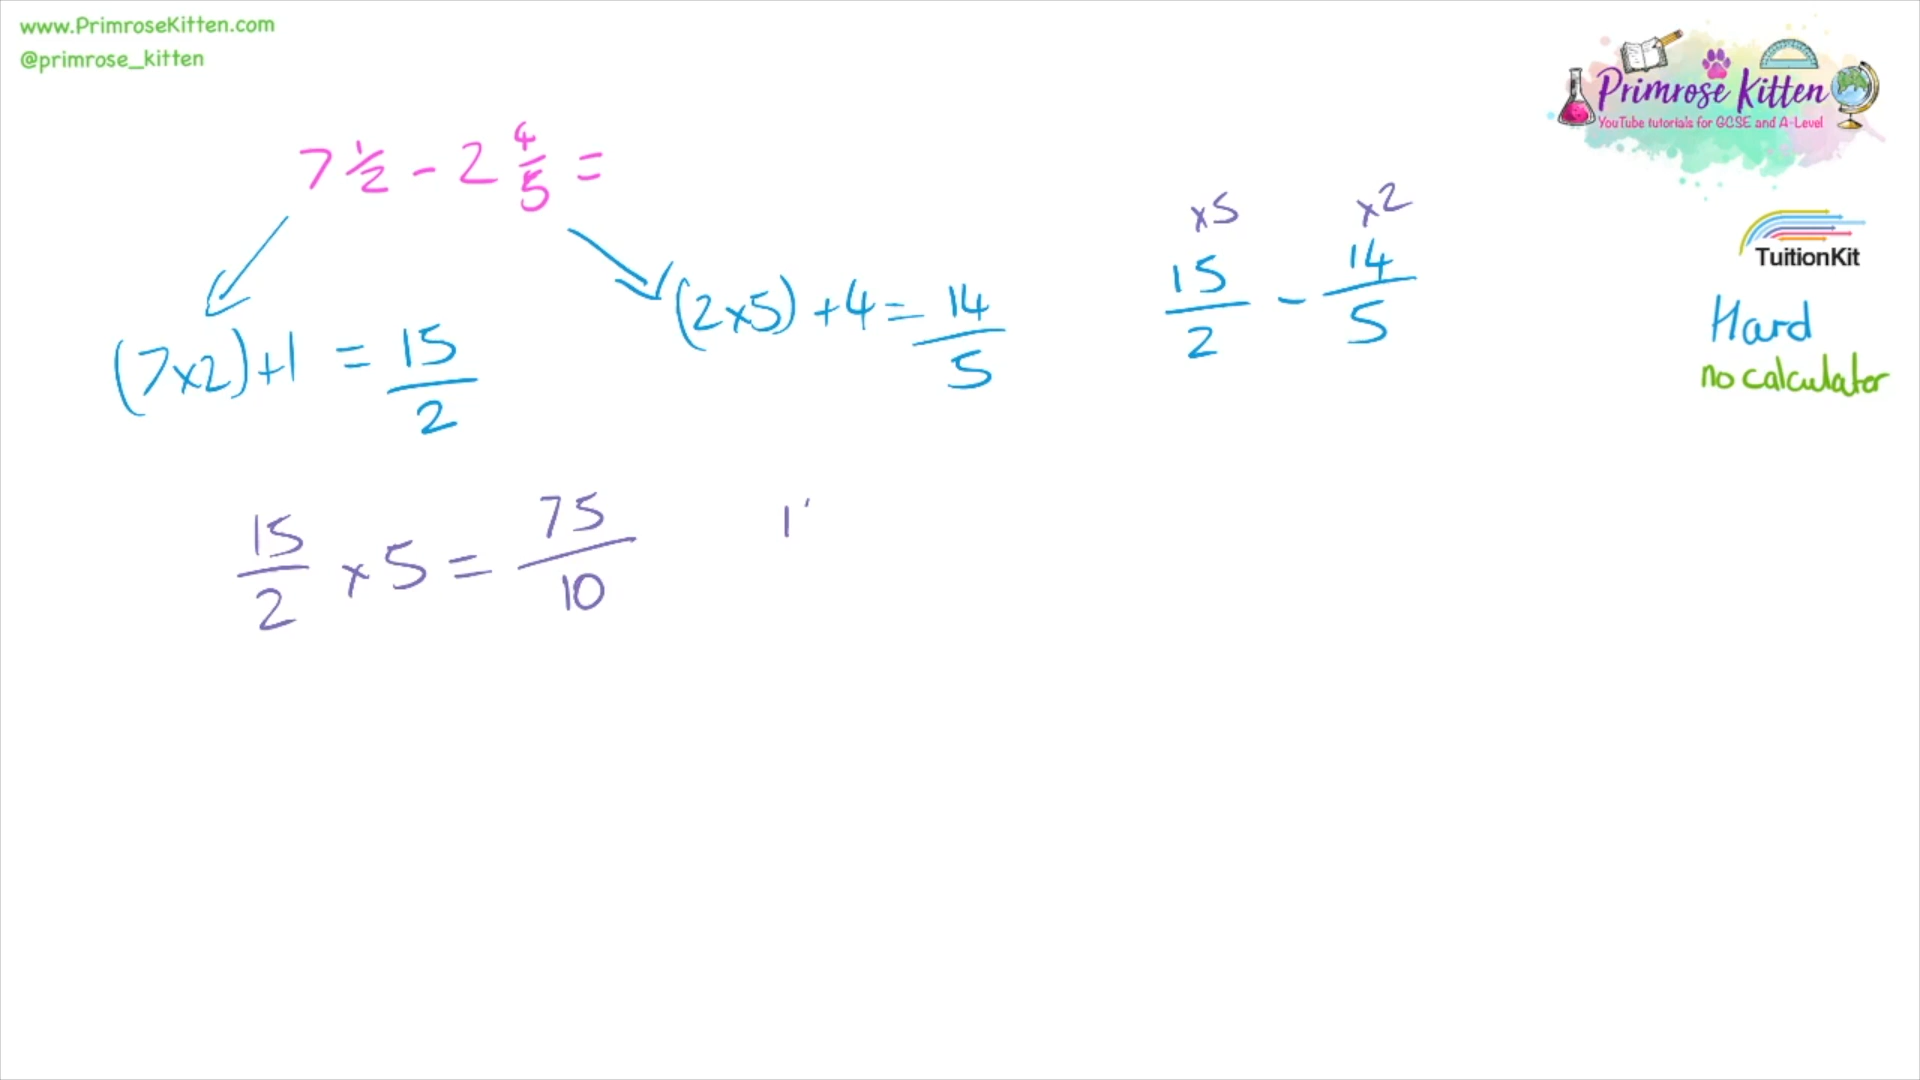 www.PrimroseKitten.com
@primrose_kitten
Primrose Kitten
YouTube tutorials for GCSE and A-Level
TuitionKit
Hard
no calculator
7 1/2 - 2 4/5 =
(7x2)+1 = 15/2
(2x5)+4 = 14/5
x5 x2
15/2 - 14/5
15/2 x 5 = 75/10
1